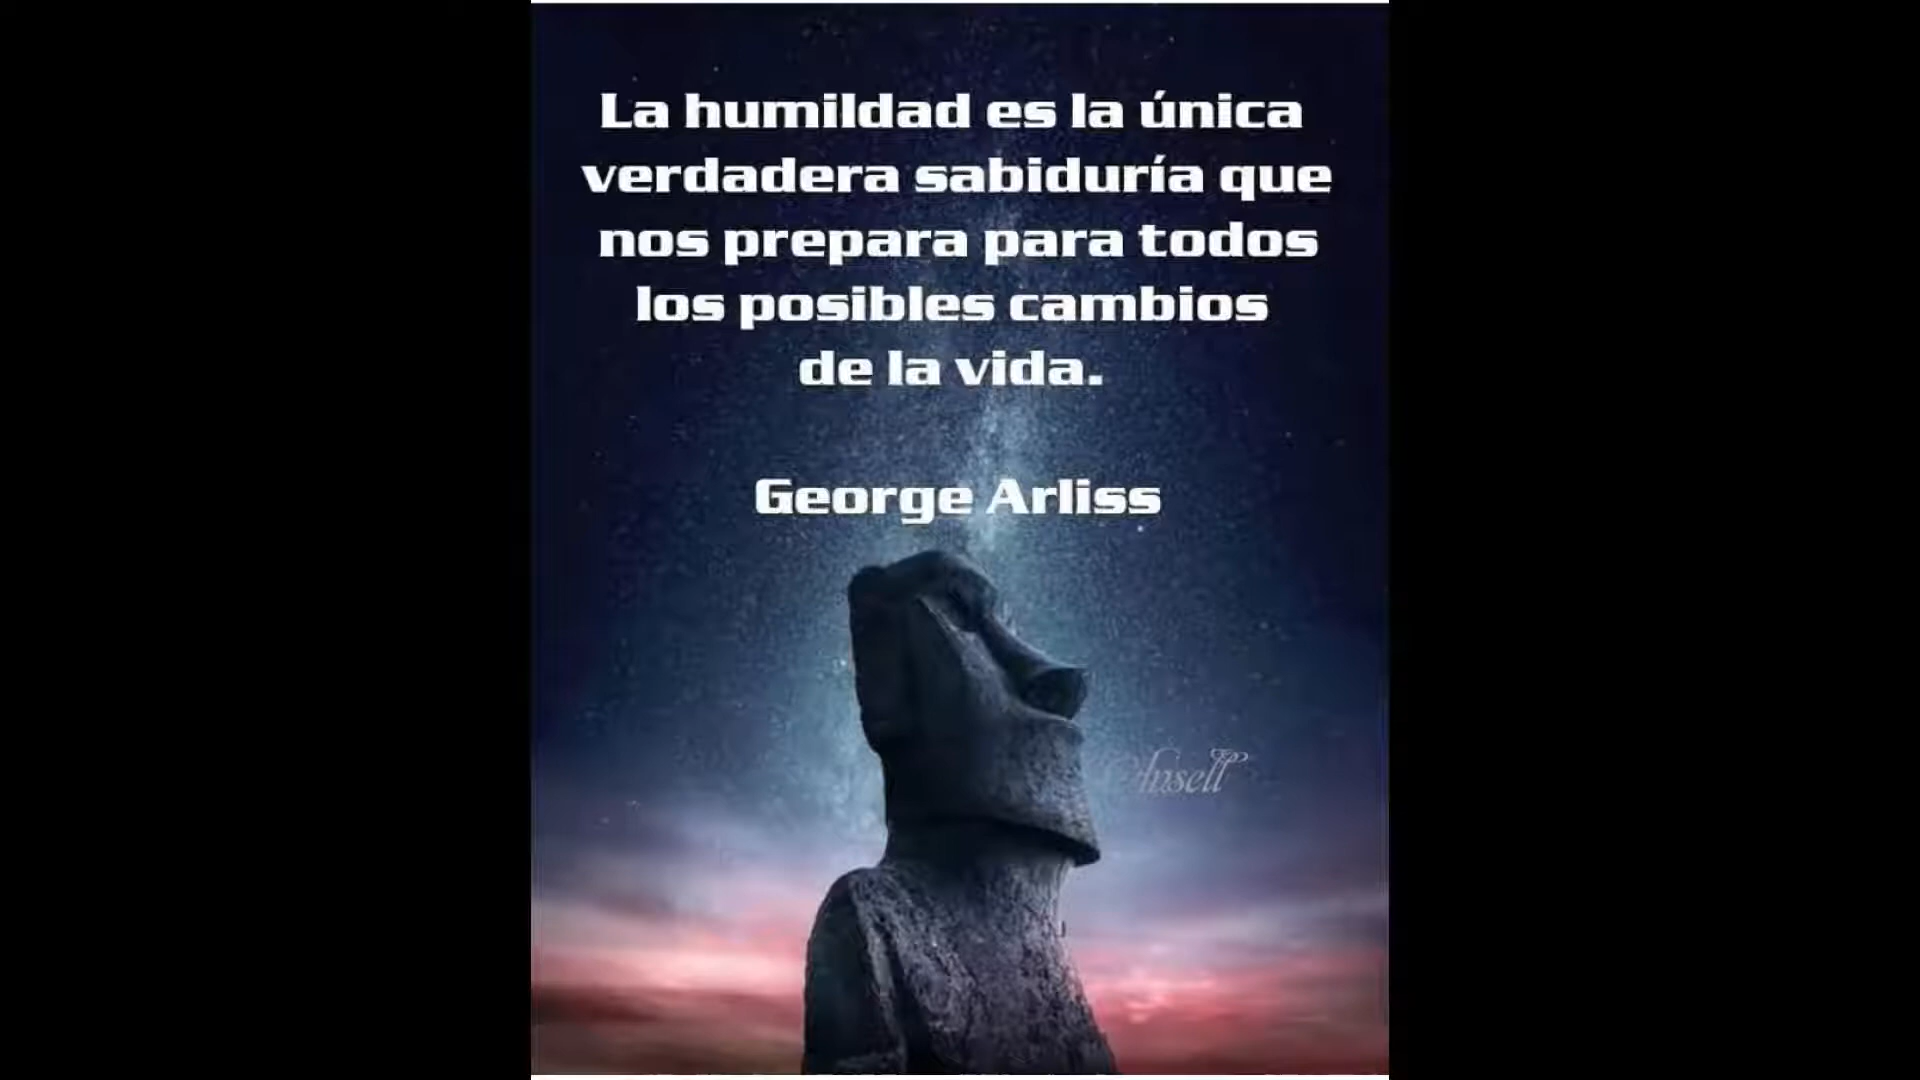 La humildad es la única
verdadera sabiduría que
nos prepara para todos
los posibles cambios
de la vida.
George Arliss